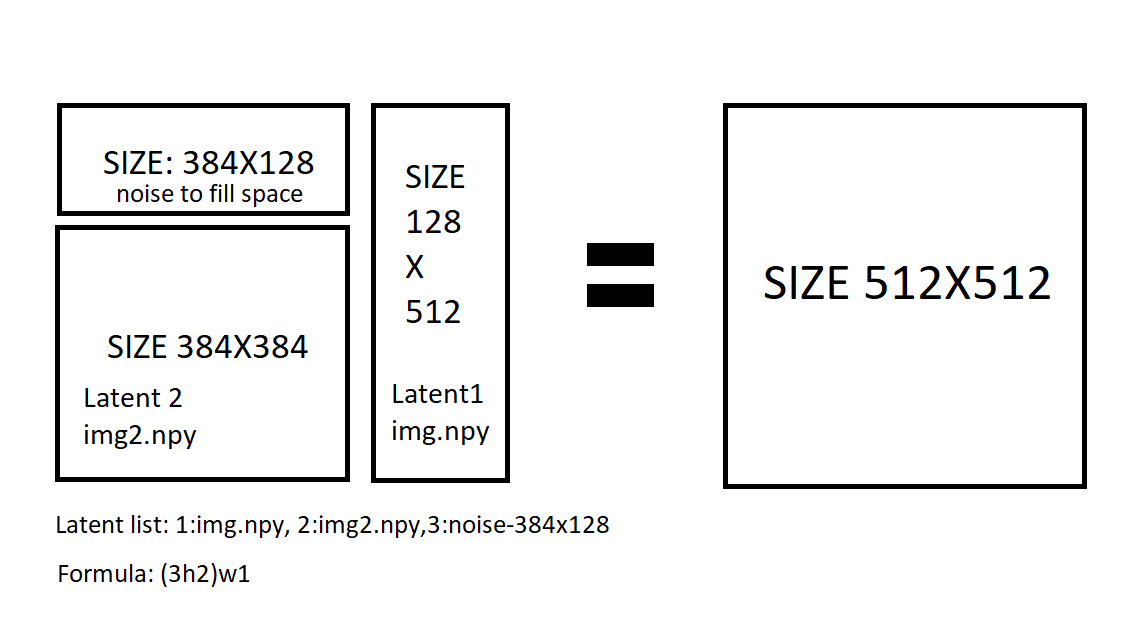 SIZE: 384X128
noise to fill space
SIZE 384X384
Latent 2
img2.npy
SIZE
128
X
512
Latent1
img.npy
SIZE 512X512
Latent list: 1:img.npy, 2:img2.npy,3:noise-384x128
Formula: (3h2)w1